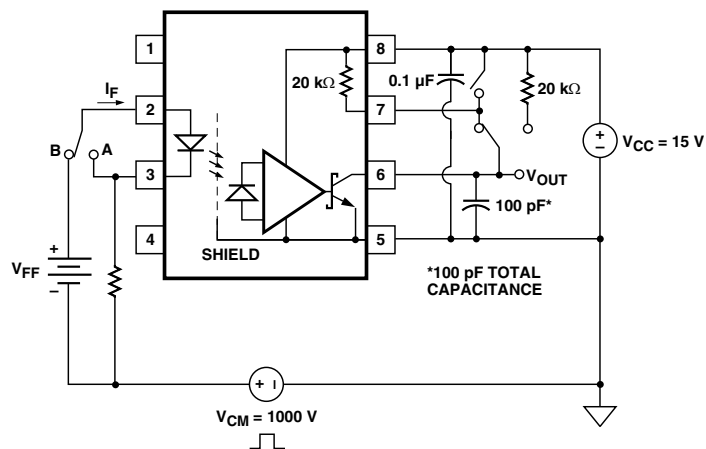 1
8
I_F
20 kΩ
0.1 µF
20 kΩ
2
7
B
A
V_CC = 15 V
3
6
V_OUT
100 pF*
4
5
SHIELD
+
V_FF
–
*100 pF TOTAL
CAPACITANCE
+ –
V_CM = 1000 V